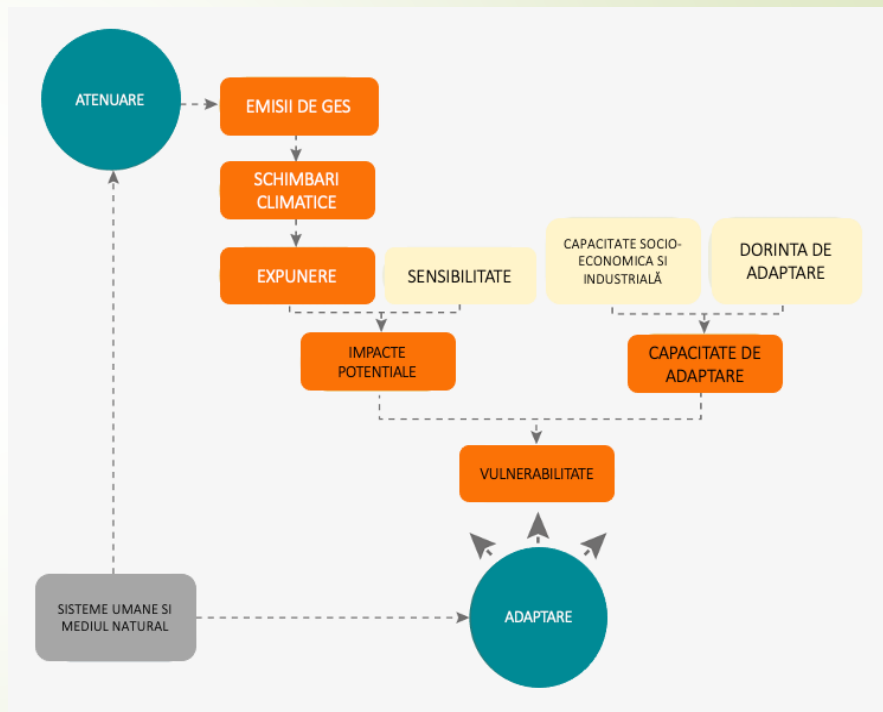 ATENUARE
EMISII DE GES
SCHIMBARI
CLIMATICE
EXPUNERE
SENSIBILITATE
CAPACITATE SOCIO-
ECONOMICA SI
INDUSTRIALĂ
DORINTA DE
ADAPTARE
IMPACTE
POTENTIALE
CAPACITATE DE
ADAPTARE
VULNERABILITATE
SISTEME UMANE SI
MEDIUL NATURAL
ADAPTARE